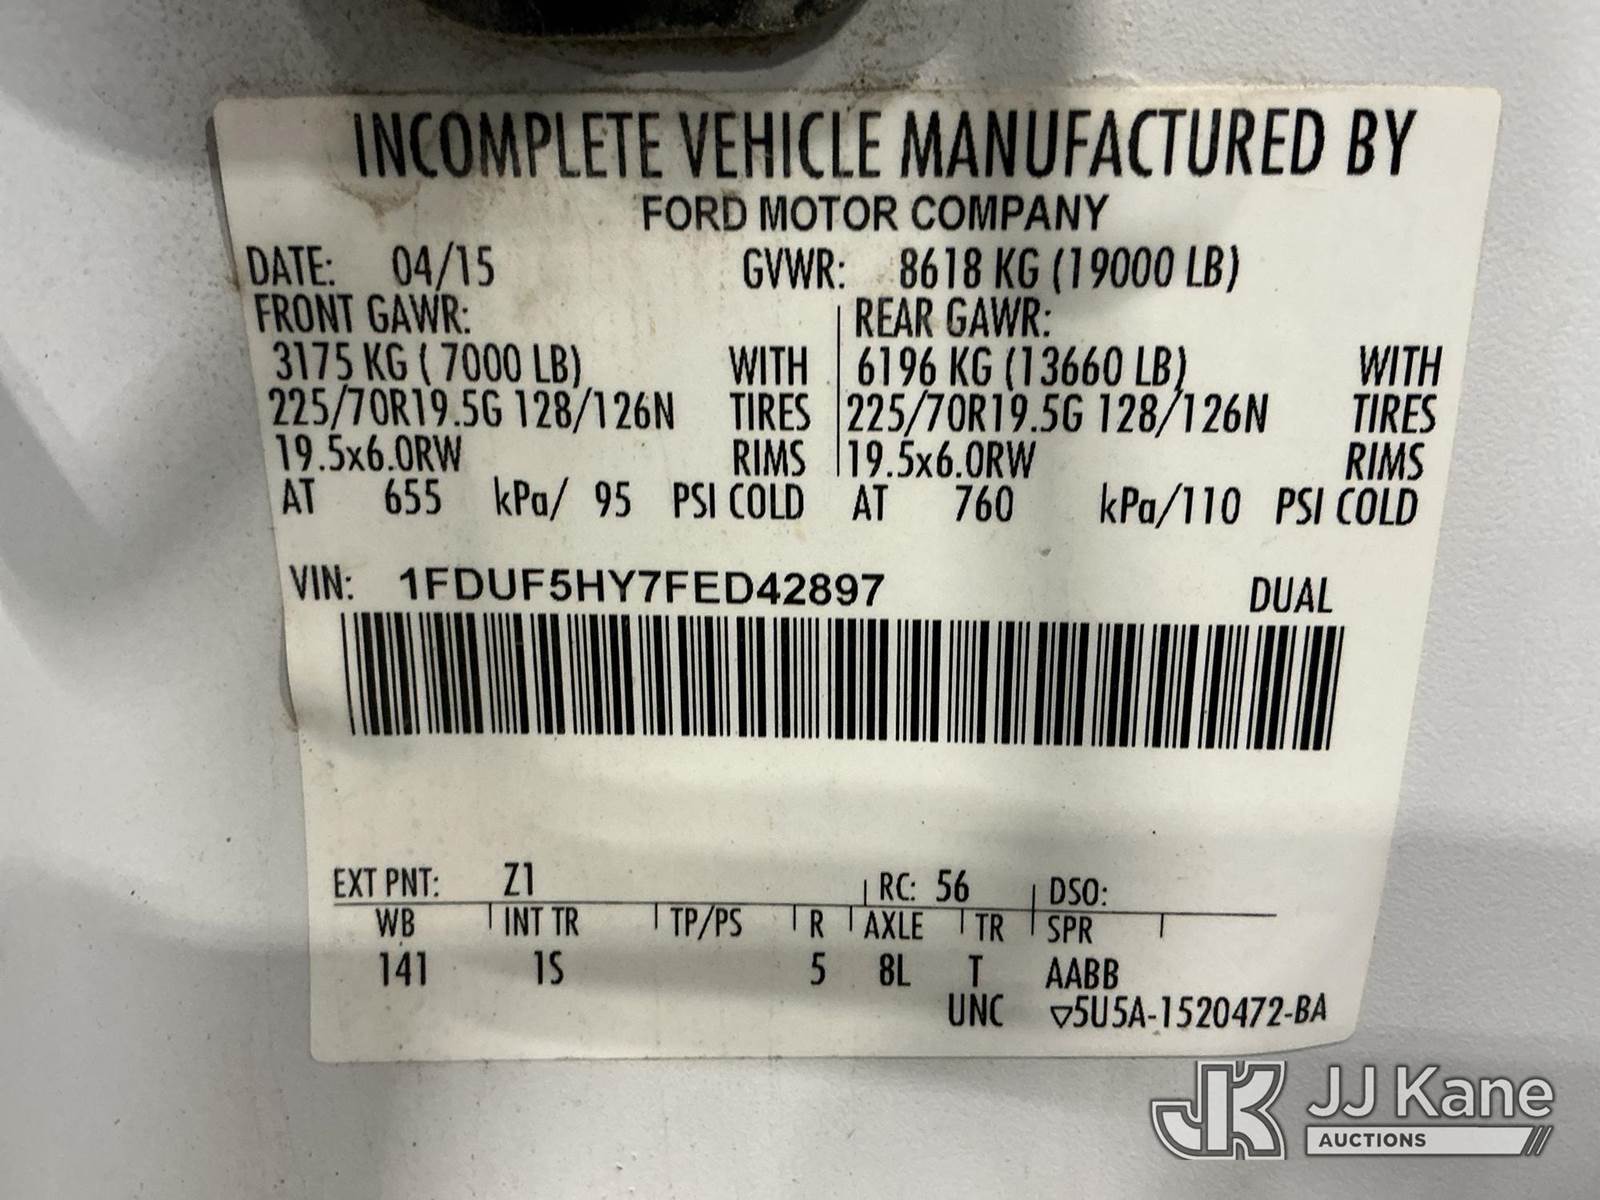 INCOMPLETE VEHICLE MANUFACTURED BY
FORD MOTOR COMPANY
DATE: 04/15 GVWR: 8618 KG (19000 LB)
FRONT GAWR: REAR GAWR:
3175 KG ( 7000 LB) WITH 6196 KG (13660 LB) WITH
225/70R19.5G 128/126N TIRES 225/70R19.5G 128/126N TIRES
19.5x6.0RW RIMS 19.5x6.0RW RIMS
AT 655 kPa/ 95 PSI COLD AT 760 kPa/110 PSI COLD
VIN: 1FDUF5HY7FED42897 DUAL
EXT PNT: Z1 RC: 56 DSO:
WB INT TR TP/PS R AXLE TR SPR
141 1S 5 8L T AABB
UNC ▽5U5A-1520472-BA
JK JJ Kane
AUCTIONS